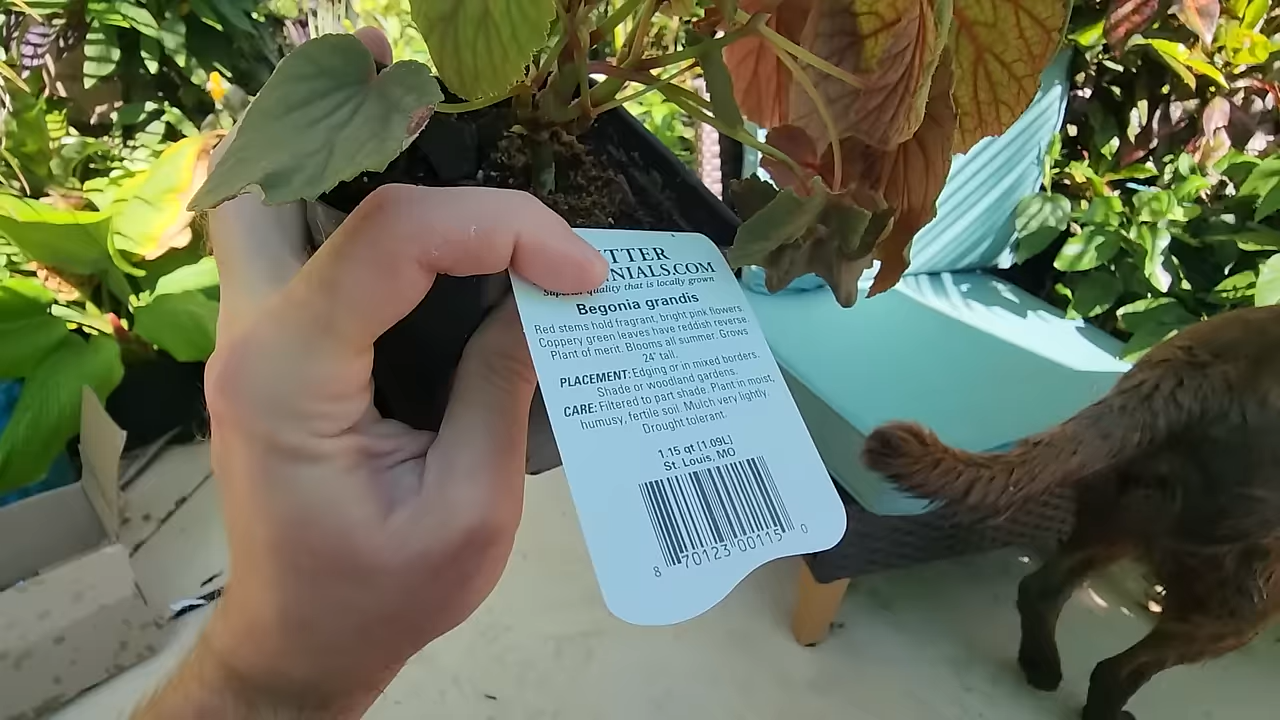 TTER
NIALS.COM
Superior quality that is locally grown
Begonia grandis
Red stems hold fragrant, bright pink flowers.
Coppery green leaves have reddish reverse.
Plant of merit. Blooms all summer. Grows
24" tall.
PLACEMENT: Edging or in mixed borders.
Shade or woodland gardens.
CARE: Filtered to part shade. Plant in moist,
humusy, fertile soil. Mulch very lightly.
Drought tolerant.
1.15 qt (1.09L)
St. Louis, MO
8 70123 00115 0